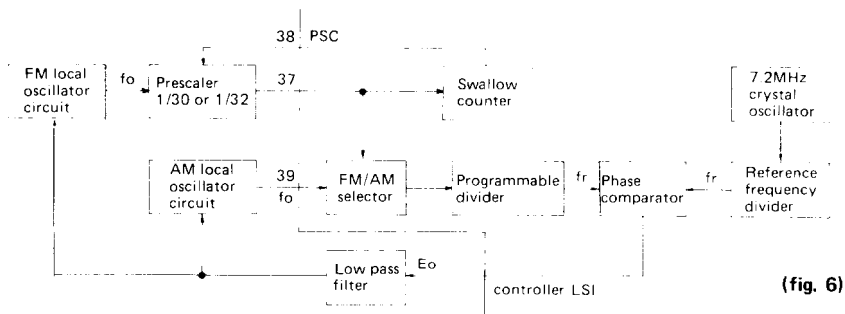 38 PSC
FM local
oscillator
circuit
fo
Prescaler
1/30 or 1/32
37
Swallow
counter
7.2MHz
crystal
oscillator
AM local
oscillator
circuit
39
fo
FM/AM
selector
Programmable
divider
fr
Phase
comparator
fr
Reference
frequency
divider
Low pass
filter
Eo
controller LSI
(fig. 6)